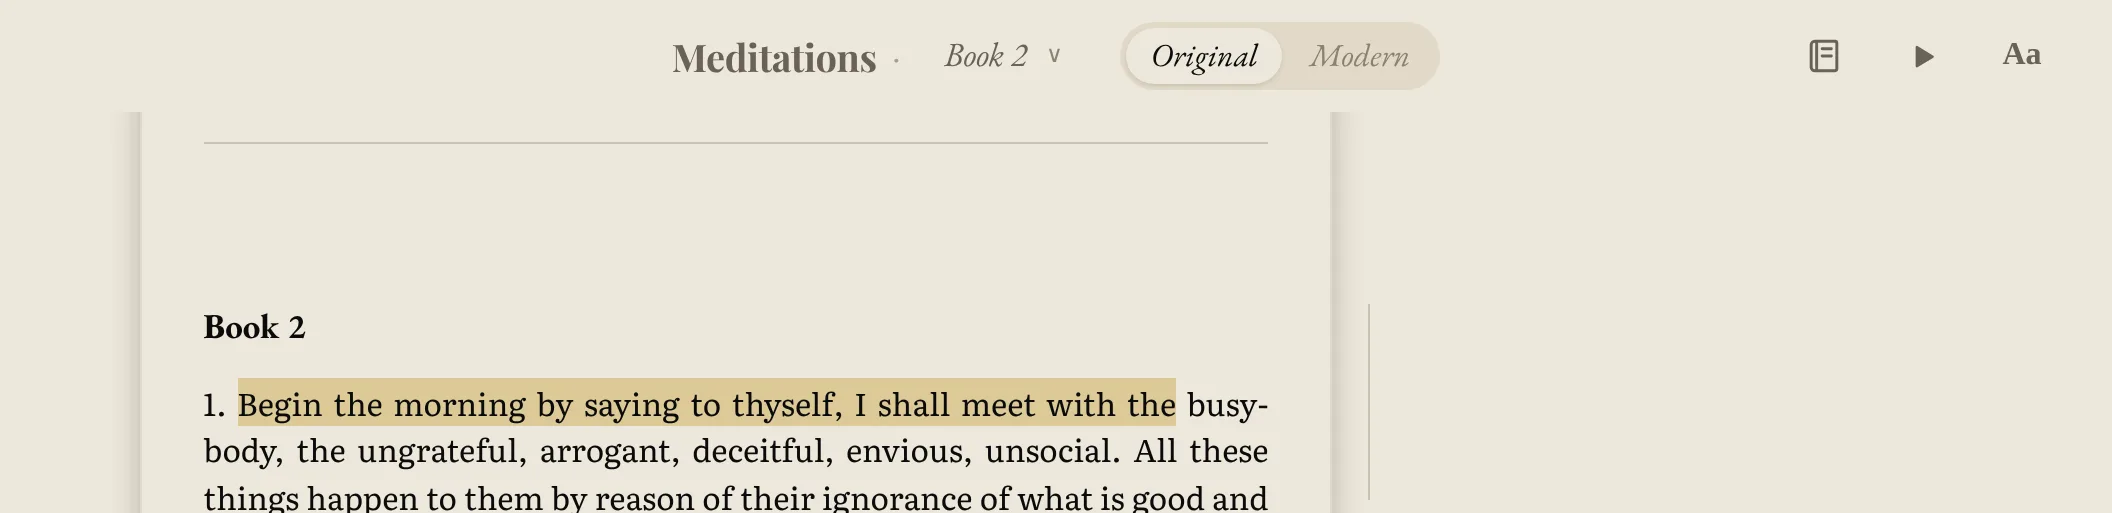 Meditations · Book 2 ∨ Original Modern Aa
Book 2
1. Begin the morning by saying to thyself, I shall meet with the busy-
body, the ungrateful, arrogant, deceitful, envious, unsocial. All these
things happen to them by reason of their ignorance of what is good and